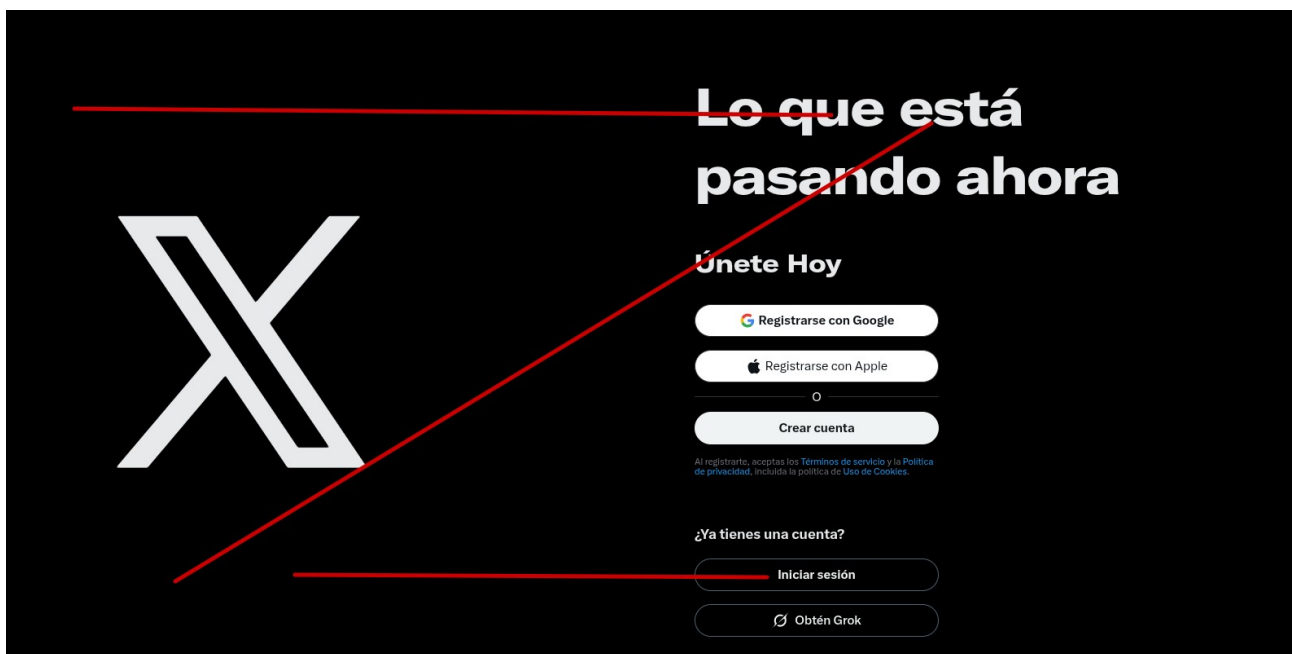 Lo que está
pasando ahora
Únete Hoy
Registrarse con Google
Registrarse con Apple
O
Crear cuenta
Al registrarte, aceptas los Términos de servicio y la Política
de privacidad, incluida la política de Uso de Cookies.
¿Ya tienes una cuenta?
Iniciar sesión
Obtén Grok